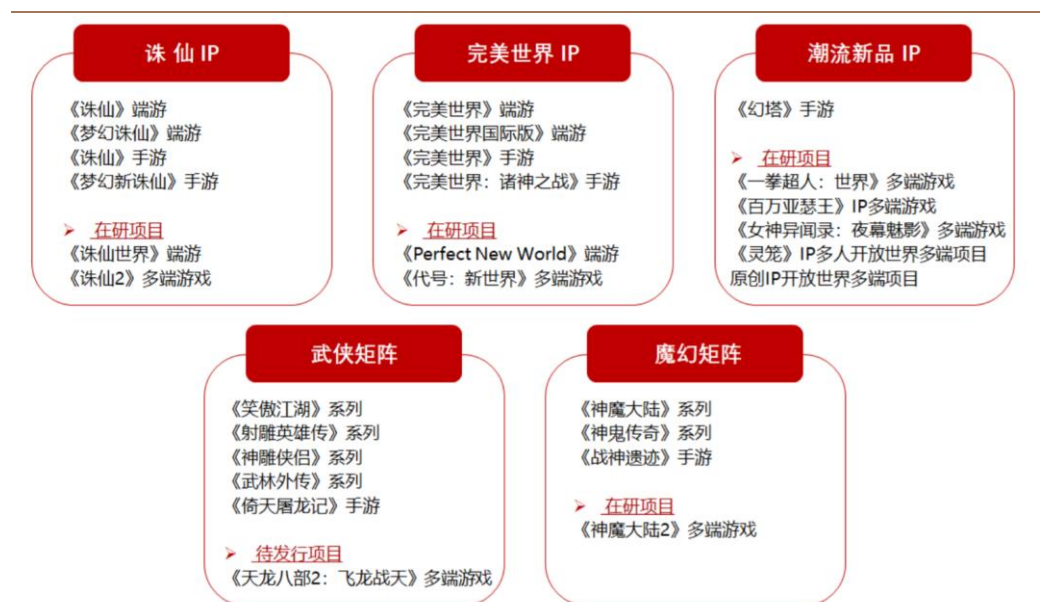 诛 仙 IP
《诛仙》端游
《梦幻诛仙》端游
《诛仙》手游
《梦幻新诛仙》手游
➢ 在研项目
《诛仙世界》端游
《诛仙2》多端游戏
完美世界 IP
《完美世界》端游
《完美世界国际版》端游
《完美世界》手游
《完美世界：诸神之战》手游
➢ 在研项目
《Perfect New World》端游
《代号：新世界》多端游戏
潮流新品 IP
《幻塔》手游
➢ 在研项目
《一拳超人：世界》多端游戏
《百万亚瑟王》IP多端游戏
《女神异闻录：夜幕魅影》多端游戏
《灵笼》IP多人开放世界多端项目
原创IP开放世界多端项目
武侠矩阵
《笑傲江湖》系列
《射雕英雄传》系列
《神雕侠侣》系列
《武林外传》系列
《倚天屠龙记》手游
➢ 待发行项目
《天龙八部2：飞龙战天》多端游戏
魔幻矩阵
《神魔大陆》系列
《神鬼传奇》系列
《战神遗迹》手游
➢ 在研项目
《神魔大陆2》多端游戏